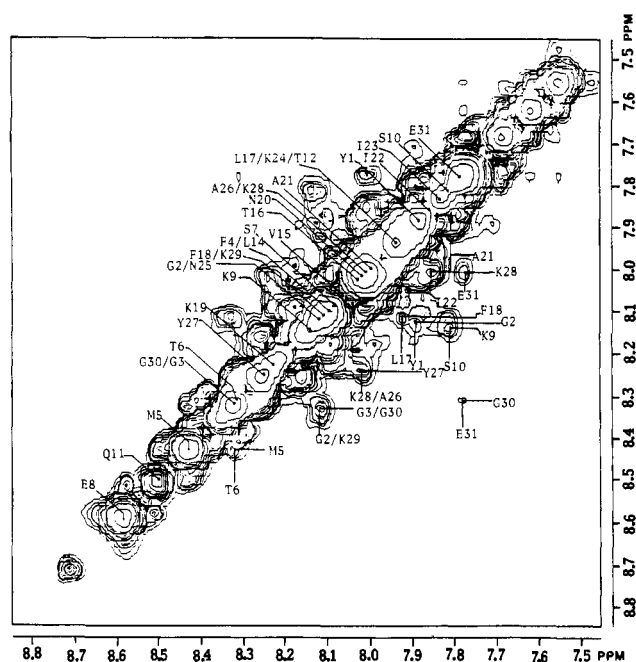 7.5 PPM
7.6
7.7
7.8
7.9
8.0
8.1
8.2
8.3
8.4
8.5
8.6
8.7
8.8
E31
S10
I23
I22
Y1
L17/K24/T12
A21
A26/K28
N20
T16
V15
S7
F4/L14
F18/K29
G2/N25
K9
K19
Y27
T6
G30/G3
M5
Q11
E8
A21
K28
E31
I22
F18
G2
K9
L17
Y1
S10
Y27
K28/A26
G3/G30
G2/K29
G30
E31
M5
T6
8.8 8.7 8.6 8.5 8.4 8.3 8.2 8.1 8.0 7.9 7.8 7.7 7.6 7.5 PPM